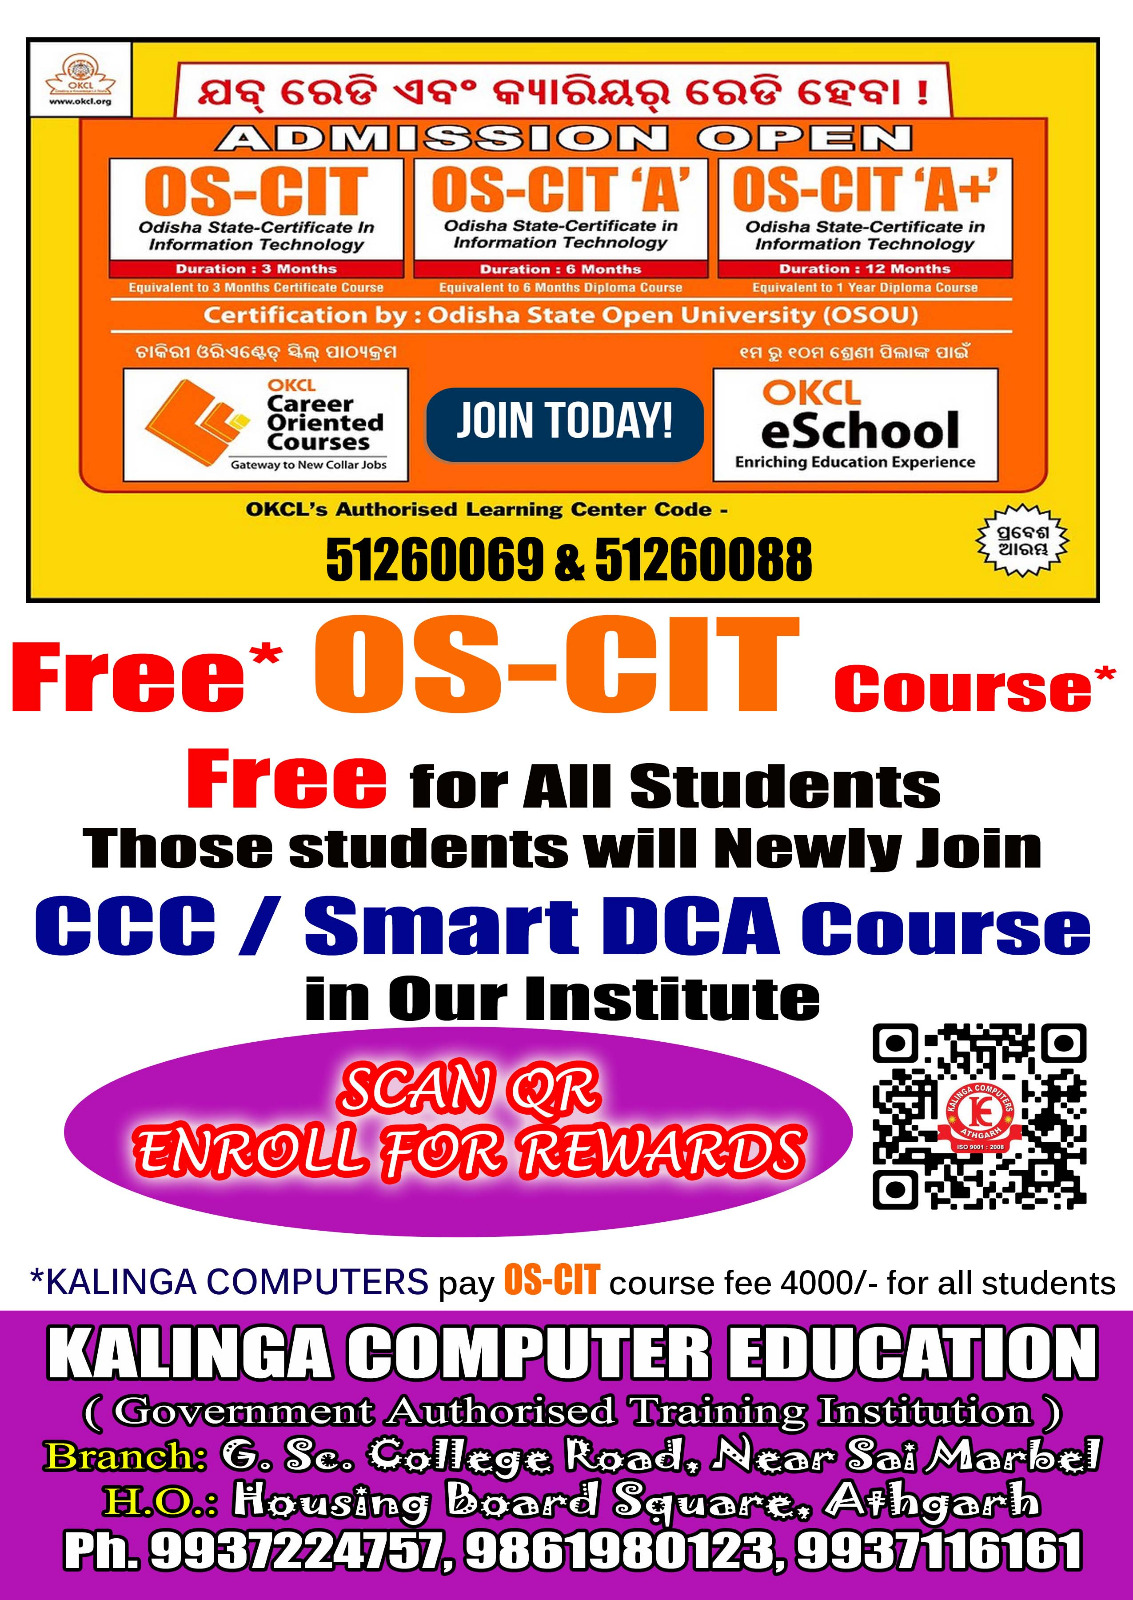 OKCL
www.okcl.org
ଯବ୍ ରେଡି ଏବଂ କ୍ୟାରିୟର୍ ରେଡି ହେବା !
ADMISSION OPEN
OS-CIT
Odisha State-Certificate In
Information Technology
Duration : 3 Months
Equivalent to 3 Months Certificate Course
OS-CIT ‘A’
Odisha State-Certificate in
Information Technology
Duration : 6 Months
Equivalent to 6 Months Diploma Course
OS-CIT ‘A+’
Odisha State-Certificate in
Information Technology
Duration : 12 Months
Equivalent to 1 Year Diploma Course
Certification by : Odisha State Open University (OSOU)
ଚାକିରୀ ଓରିଏଣ୍ଟେଡ୍ ସ୍କିଲ୍ ପାଠ୍ୟକ୍ରମ
୧ମ ରୁ ୧୦ମ ଶ୍ରେଣୀ ପିଲାଙ୍କ ପାଇଁ
OKCL
Career
Oriented
Courses
Gateway to New Collar Jobs
JOIN TODAY!
OKCL
eSchool
Enriching Education Experience
OKCL’s Authorised Learning Center Code -
51260069 & 51260088
ପ୍ରବେଶ
ଆରମ୍ଭ
Free* OS-CIT Course*
Free for All Students
Those students will Newly Join
CCC / Smart DCA Course
in Our Institute
SCAN QR
ENROLL FOR REWARDS
KALINGA COMPUTERS
KE
ATHGARH
ISO 9001 : 2008
*KALINGA COMPUTERS pay OS-CIT course fee 4000/- for all students
KALINGA COMPUTER EDUCATION
( Government Authorised Training Institution )
Branch: G. Sc. College Road, Near Sai Marbel
H.O.: Housing Board Square, Athgarh
Ph. 9937224757, 9861980123, 9937116161